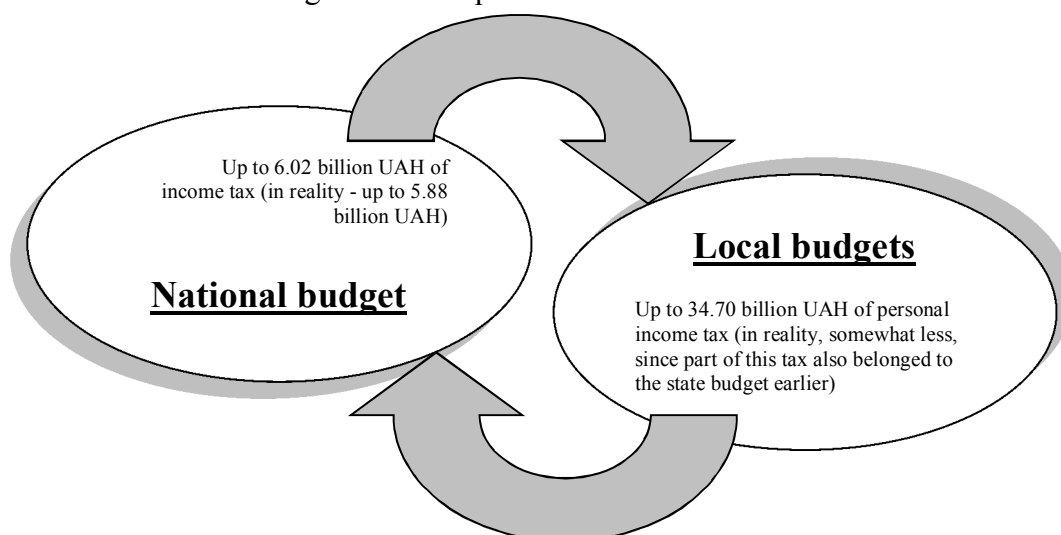 Up to 6.02 billion UAH of
income tax (in reality - up to 5.88
billion UAH)
National budget
Local budgets
Up to 34.70 billion UAH of personal
income tax (in reality, somewhat less,
since part of this tax also belonged to
the state budget earlier)